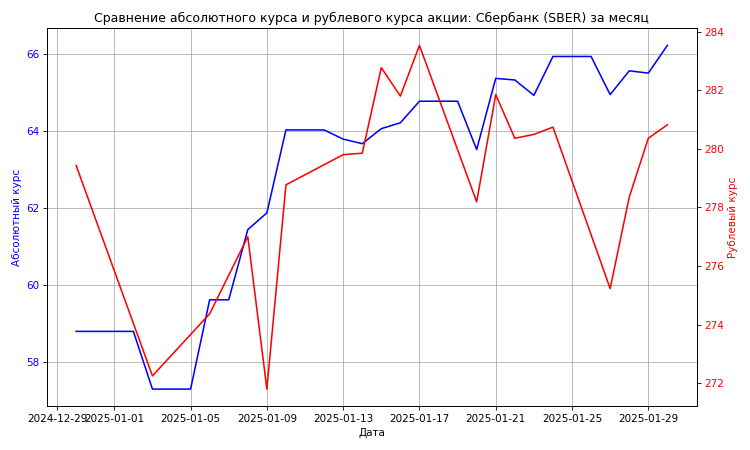 Сравнение абсолютного курса и рублевого курса акции: Сбербанк (SBER) за месяц
66
64
62
60
58
Абсолютный курс
284
282
280
278
276
274
272
Рублевый курс
2024-12-29 2025-01-01 2025-01-05 2025-01-09 2025-01-13 2025-01-17 2025-01-21 2025-01-25 2025-01-29
Дата